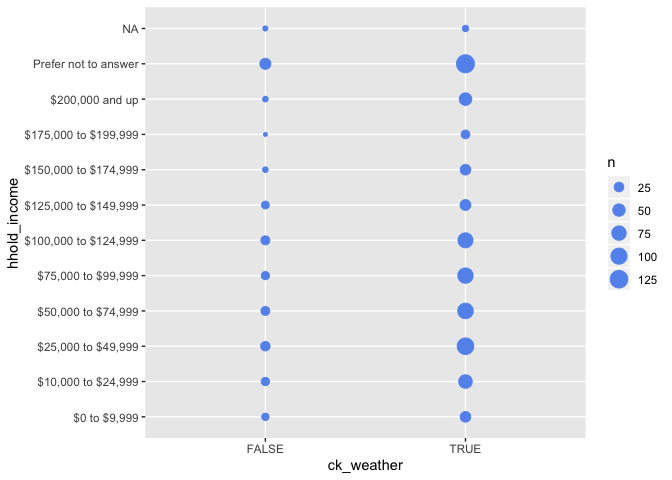 hhold_income
NA
Prefer not to answer
$200,000 and up
$175,000 to $199,999
$150,000 to $174,999
$125,000 to $149,999
$100,000 to $124,999
$75,000 to $99,999
$50,000 to $74,999
$25,000 to $49,999
$10,000 to $24,999
$0 to $9,999
FALSE
TRUE
ck_weather
n
25
50
75
100
125